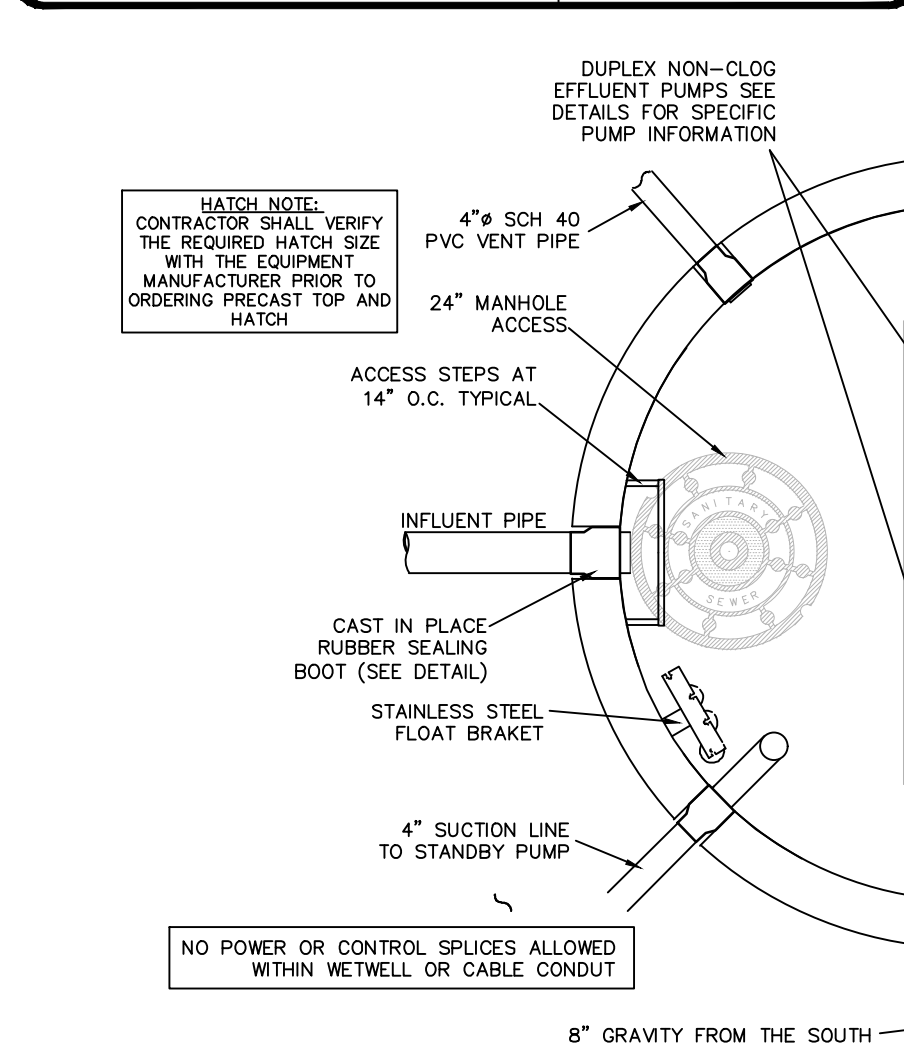 DUPLEX NON-CLOG
EFFLUENT PUMPS SEE
DETAILS FOR SPECIFIC
PUMP INFORMATION
HATCH NOTE:
CONTRACTOR SHALL VERIFY
THE REQUIRED HATCH SIZE
WITH THE EQUIPMENT
MANUFACTURER PRIOR TO
ORDERING PRECAST TOP AND
HATCH
4"ø SCH 40
PVC VENT PIPE
24" MANHOLE
ACCESS
ACCESS STEPS AT
14" O.C. TYPICAL
INFLUENT PIPE
SANITARY
SEWER
CAST IN PLACE
RUBBER SEALING
BOOT (SEE DETAIL)
STAINLESS STEEL
FLOAT BRAKET
4" SUCTION LINE
TO STANDBY PUMP
NO POWER OR CONTROL SPLICES ALLOWED
WITHIN WETWELL OR CABLE CONDUT
8" GRAVITY FROM THE SOUTH